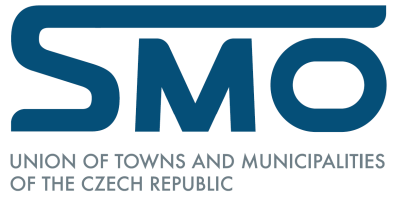 SMO
UNION OF TOWNS AND MUNICIPALITIES
OF THE CZECH REPUBLIC